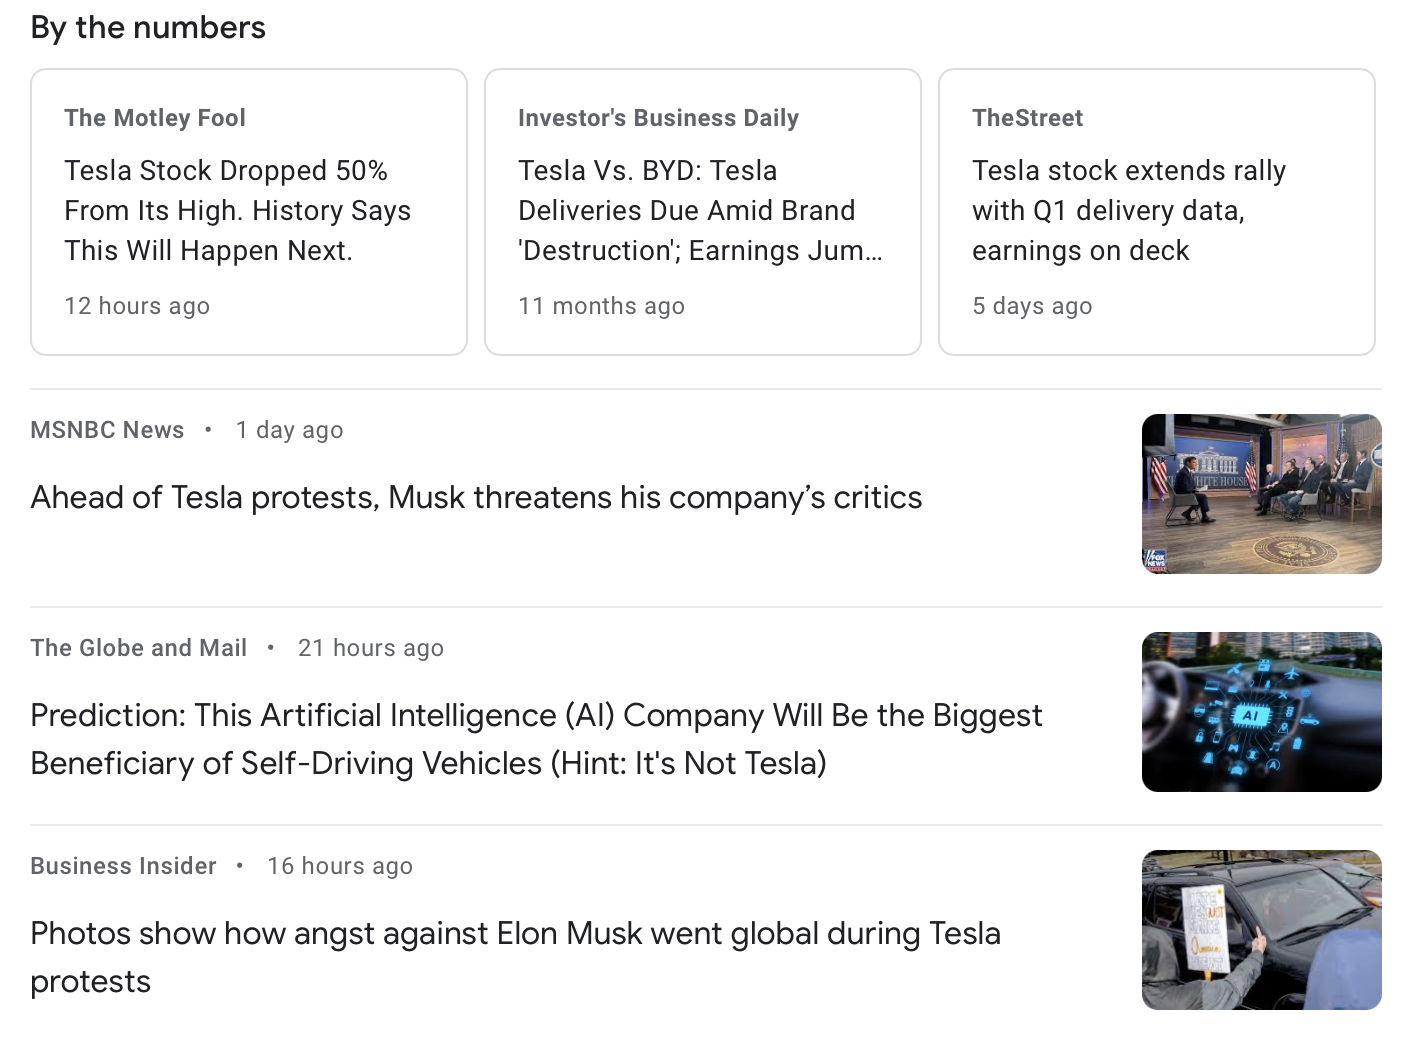 By the numbers
The Motley Fool
Tesla Stock Dropped 50%
From Its High. History Says
This Will Happen Next.
12 hours ago
Investor's Business Daily
Tesla Vs. BYD: Tesla
Deliveries Due Amid Brand
'Destruction'; Earnings Jum...
11 months ago
TheStreet
Tesla stock extends rally
with Q1 delivery data,
earnings on deck
5 days ago
MSNBC News • 1 day ago
Ahead of Tesla protests, Musk threatens his company’s critics
WHITE HOUSE
FOX
NEWS
The Globe and Mail • 21 hours ago
Prediction: This Artificial Intelligence (AI) Company Will Be the Biggest
Beneficiary of Self-Driving Vehicles (Hint: It's Not Tesla)
AI
Business Insider • 16 hours ago
Photos show how angst against Elon Musk went global during Tesla
protests